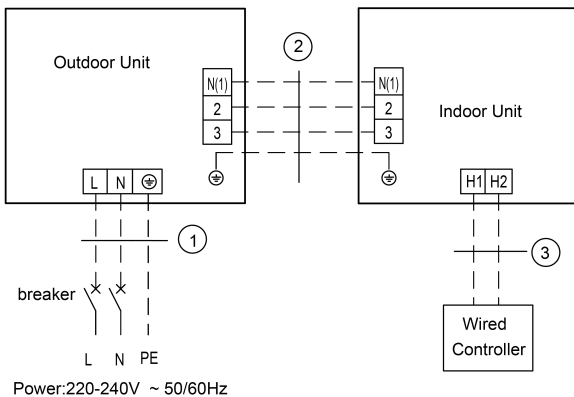 Outdoor Unit
N(1)
2
3
L N
1
breaker
L N PE
Power:220-240V ~ 50/60Hz
2
N(1)
2
3
Indoor Unit
H1 H2
3
Wired
Controller